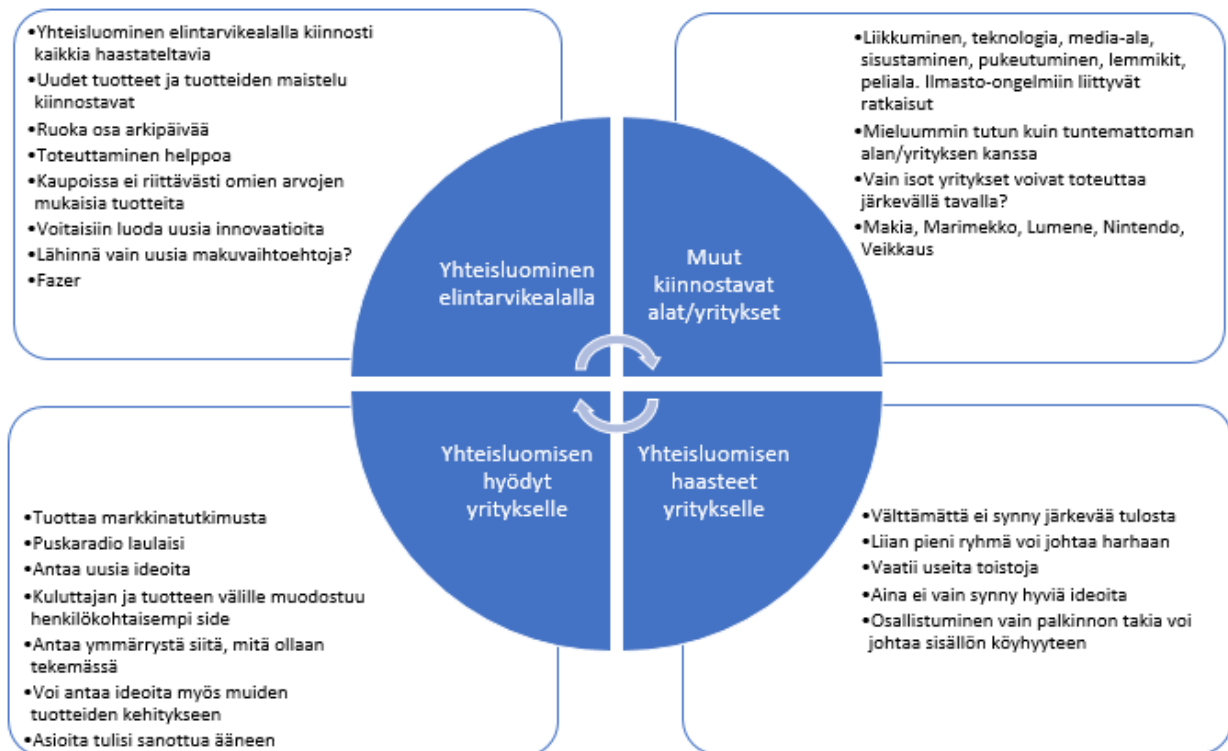 •Yhteisluominen elintarvikealalla kiinnosti
kaikkia haastateltavia
•Uudet tuotteet ja tuotteiden maistelu
kiinnostavat
•Ruoka osa arkipäivää
•Toteuttaminen helppoa
•Kaupoissa ei riittävästi omien arvojen
mukaisia tuotteita
•Voitaisiin luoda uusia innovaatioita
•Lähinnä vain uusia makuvaihtoehtoja?
•Fazer
•Liikkuminen, teknologia, media-ala,
sisustaminen, pukeutuminen, lemmikit,
peliala. Ilmasto-ongelmiin liittyvät
ratkaisut
•Mieluummin tutun kuin tuntemattoman
alan/yrityksen kanssa
•Vain isot yritykset voivat toteuttaa
järkevällä tavalla?
•Makia, Marimekko, Lumene, Nintendo,
Veikkaus
Yhteisluominen
elintarvikealalla
Muut
kiinnostavat
alat/yritykset
Yhteisluomisen
hyödyt
yritykselle
Yhteisluomisen
haasteet
yritykselle
•Tuottaa markkinatutkimusta
•Puskaradio laulaisi
•Antaa uusia ideoita
•Kuluttajan ja tuotteen välille muodostuu
henkilökohtaisempi side
•Antaa ymmärrystä siitä, mitä ollaan
tekemässä
•Voi antaa ideoita myös muiden
tuotteiden kehitykseen
•Asioita tulisi sanottua ääneen
•Välttämättä ei synny järkevää tulosta
•Liian pieni ryhmä voi johtaa harhaan
•Vaatii useita toistoja
•Aina ei vain synny hyviä ideoita
•Osallistuminen vain palkinnon takia voi
johtaa sisällön köyhyyteen